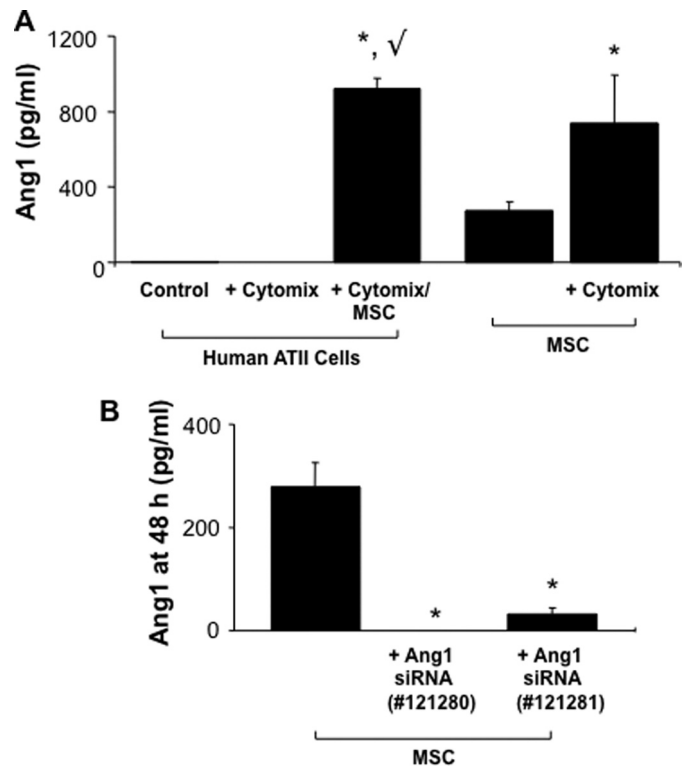 A
1200
800
400
0
Ang1 (pg/ml)
*, √
*
Control
+ Cytomix
+ Cytomix/
MSC
+ Cytomix
Human ATII Cells
MSC
B
400
200
0
Ang1 at 48 h (pg/ml)
*
*
+ Ang1
siRNA
(#121280)
+ Ang1
siRNA
(#121281)
MSC